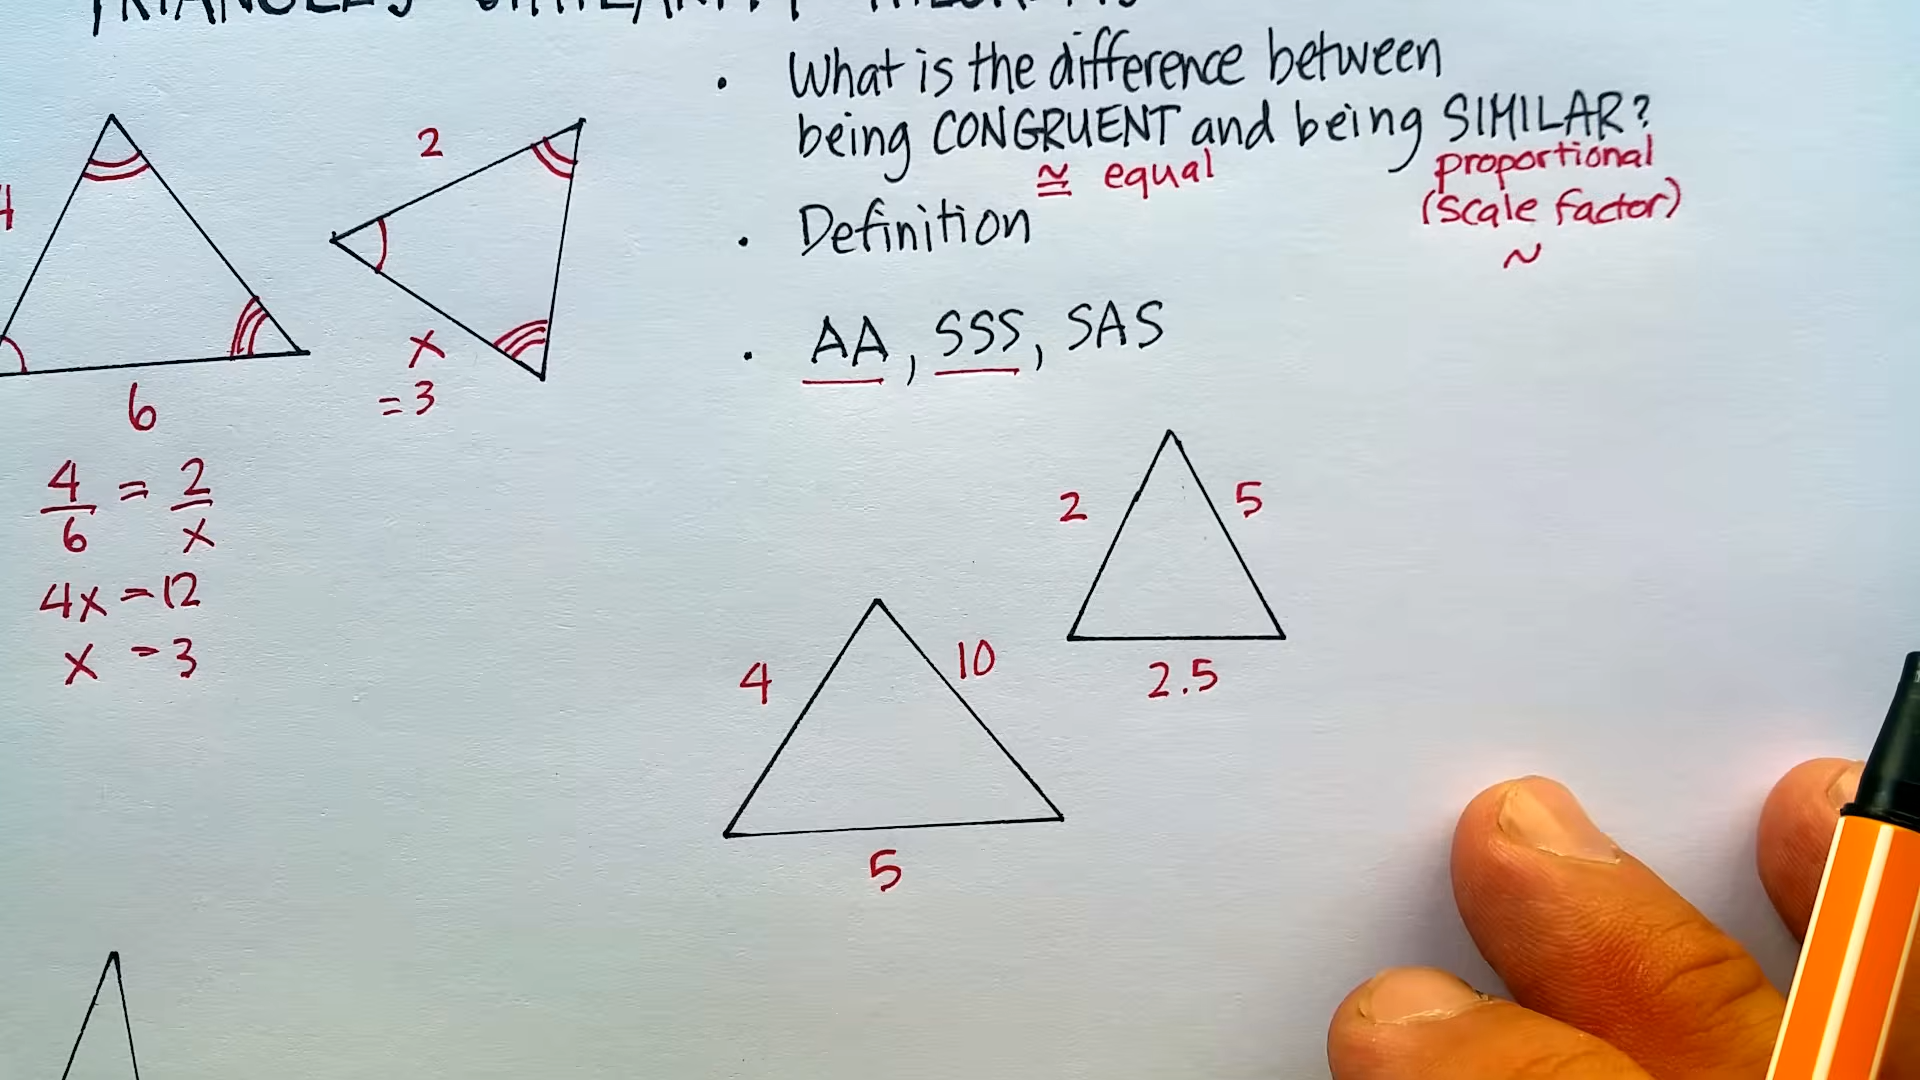 What is the difference between
being CONGRUENT and being SIMILAR?
≅ equal
proportional
(scale factor)
~
Definition
AA, SSS, SAS
4
2
6
x
= 3
4/6 = 2/x
4x = 12
x = 3
2
5
2.5
4
10
5